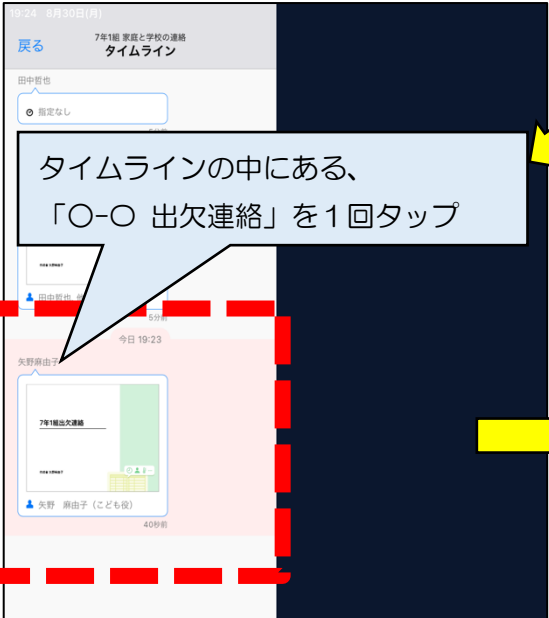 19:24 8月30日(月)
戻る
7年1組 家庭と学校の連絡
タイムライン
田中哲也
指定なし
タイムラインの中にある、
「〇-〇 出欠連絡」を１回タップ
田中哲也
5分前
今日 19:23
矢野麻由子
7年1組出欠連絡
矢野 麻由子（こども役）
40秒前